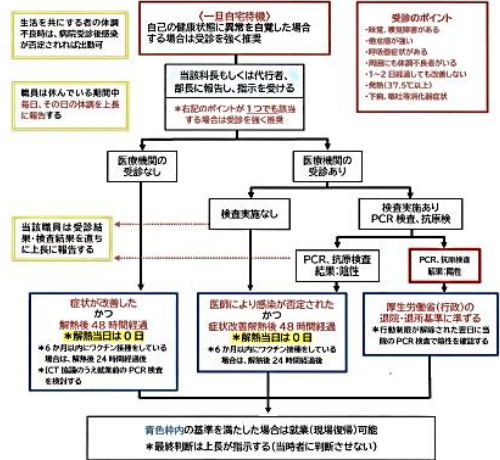 生活を共にする者の体調
不良時は、病院受診後感染
が否定されれば出勤可
職員は休んでいる期間中
毎日、その日の体調を上長
に報告する
<一旦自宅待機>
自己の健康状態に異常を自覚した場合
する場合は受診を強く推奨
受診のポイント
・味覚、嗅覚障害がある
・倦怠感が強い
・呼吸器症状がある
・周囲にも体調不良者がいる
・1~2日経過しても改善しない
・発熱(37.5℃以上)
・下痢、嘔吐等消化器症状
当該科長もしくは代行者、
部長に報告し、指示を受ける
*右記のポイントが1つでも該当
する場合は受診を強く推奨
医療機関の
受診なし
医療機関の
受診あり
検査実施なし
検査実施あり
PCR検査、抗原検
当該職員は受診結
果・検査結果を直ち
に上長に報告する
PCR、抗原検査
結果:陰性
PCR、抗原検査
結果:陽性
症状が改善した
かつ
解熱後48時間経過
*解熱当日は0日
*6か月以内にワクチン接種をしている
場合は、解熱後24時間経過後
*ICT協議のうえ就業前のPCR検査
を検討する
医師により感染が否定された
かつ
症状改善解熱後48時間経過
*解熱当日は0日
*6か月以内にワクチン接種をしている
場合は、解熱後24時間経過後
厚生労働省(行政)の
退院・退所基準に準ずる
*行動制限が解除された翌日に当
院のPCR検査で陰性を確認する
青色枠内の基準を満たした場合は就業(現場復帰)可能
*最終判断は上長が指示する(当時者に判断させない)